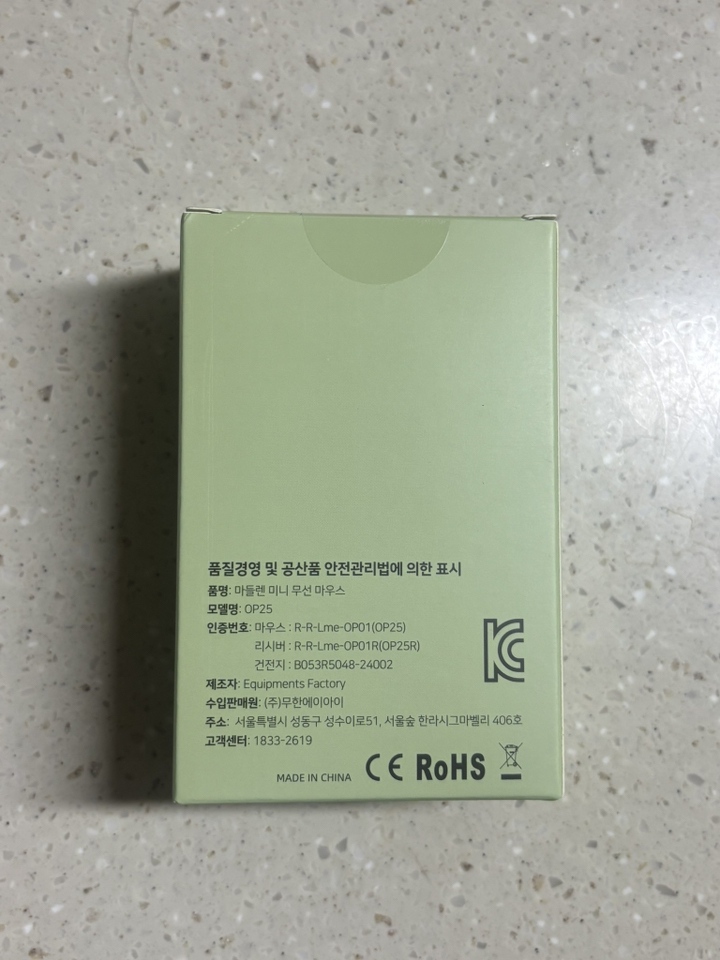 품질경영 및 공산품 안전관리법에 의한 표시
품명: 마들렌 미니 무선 마우스
모델명: OP25
인증번호: 마우스 : R-R-Lme-OP01(OP25)
리시버 : R-R-Lme-OP01R(OP25R)
건전지 : B053R5048-24002
제조자: Equipments Factory
수입판매원: (주)무한에이아이
주소: 서울특별시 성동구 성수이로51, 서울숲 한라시그마밸리 406호
고객센터: 1833-2619
MADE IN CHINA CE RoHS
KC